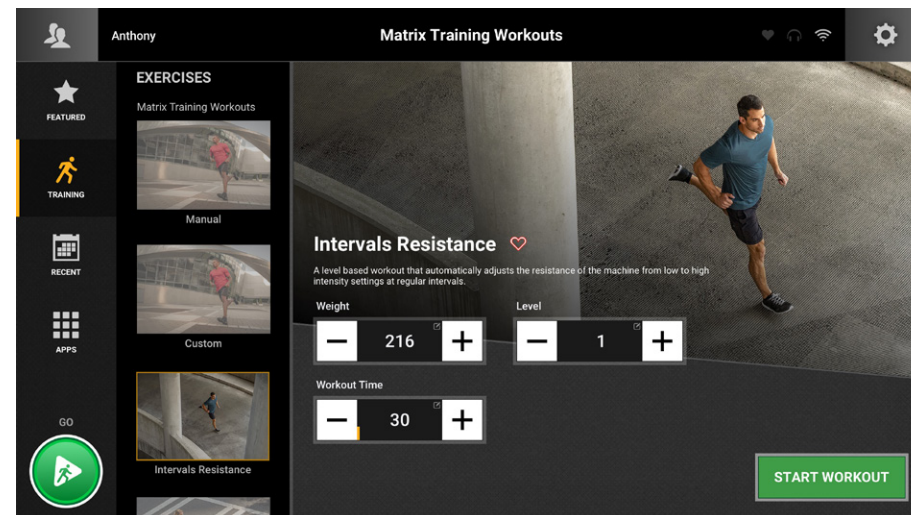 Anthony
Matrix Training Workouts
FEATURED
TRAINING
RECENT
APPS
GO
EXERCISES
Matrix Training Workouts
Manual
Custom
Intervals Resistance
Intervals Resistance
A level based workout that automatically adjusts the resistance of the machine from low to high
intensity settings at regular intervals.
Weight
Level
— 216 +
— 1 +
Workout Time
— 30 +
START WORKOUT